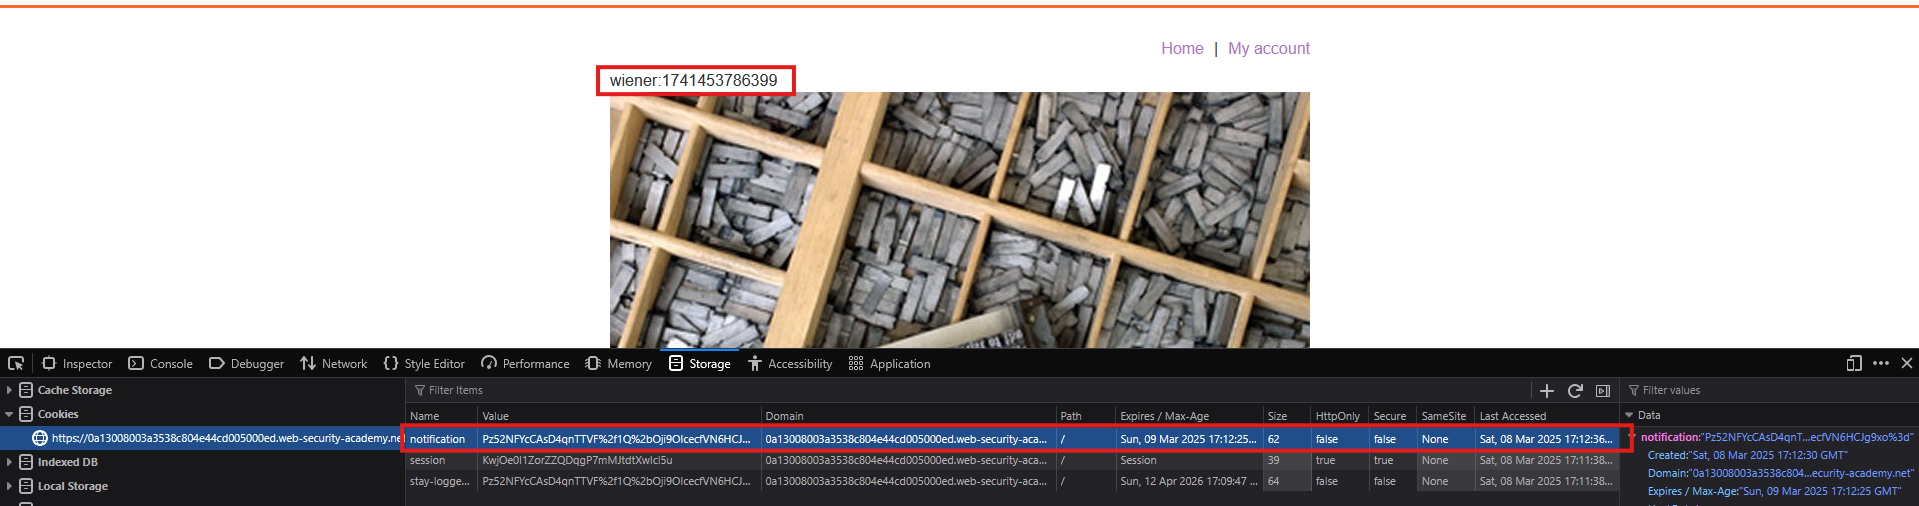 Home | My account
wiener:1741453786399
Inspector Console Debugger Network Style Editor Performance Memory Storage Accessibility Application
Cache Storage
Cookies
https://0a13008003a3538c804e44cd005000ed.web-security-academy.net
Indexed DB
Local Storage
Filter Items
Name Value Domain Path Expires / Max-Age Size HttpOnly Secure SameSite Last Accessed
notification Pz52NFYcCAsD4qnTTVF%2f1Q%2bOji9OIcecfVN6HCJ... 0a13008003a3538c804e44cd005000ed.web-security-aca... / Sun, 09 Mar 2025 17:12:25... 62 false false None Sat, 08 Mar 2025 17:12:36...
session KwjOe0I1ZorZZQDqgP7mMJtdtXwIcI5u 0a13008003a3538c804e44cd005000ed.web-security-aca... / Session 39 true true None Sat, 08 Mar 2025 17:11:38...
stay-logge... Pz52NFYcCAsD4qnTTVF%2f1Q%2bOji9OIcecfVN6HCJ... 0a13008003a3538c804e44cd005000ed.web-security-aca... / Sun, 12 Apr 2026 17:09:47 ... 64 false false None Sat, 08 Mar 2025 17:11:38...
Filter values
Data
notification:"Pz52NFYcCAsD4qnT...ecfVN6HCJg9xo%3d"
Created:"Sat, 08 Mar 2025 17:12:30 GMT"
Domain:"0a13008003a3538c804...ecurity-academy.net"
Expires / Max-Age:"Sun, 09 Mar 2025 17:12:25 GMT"